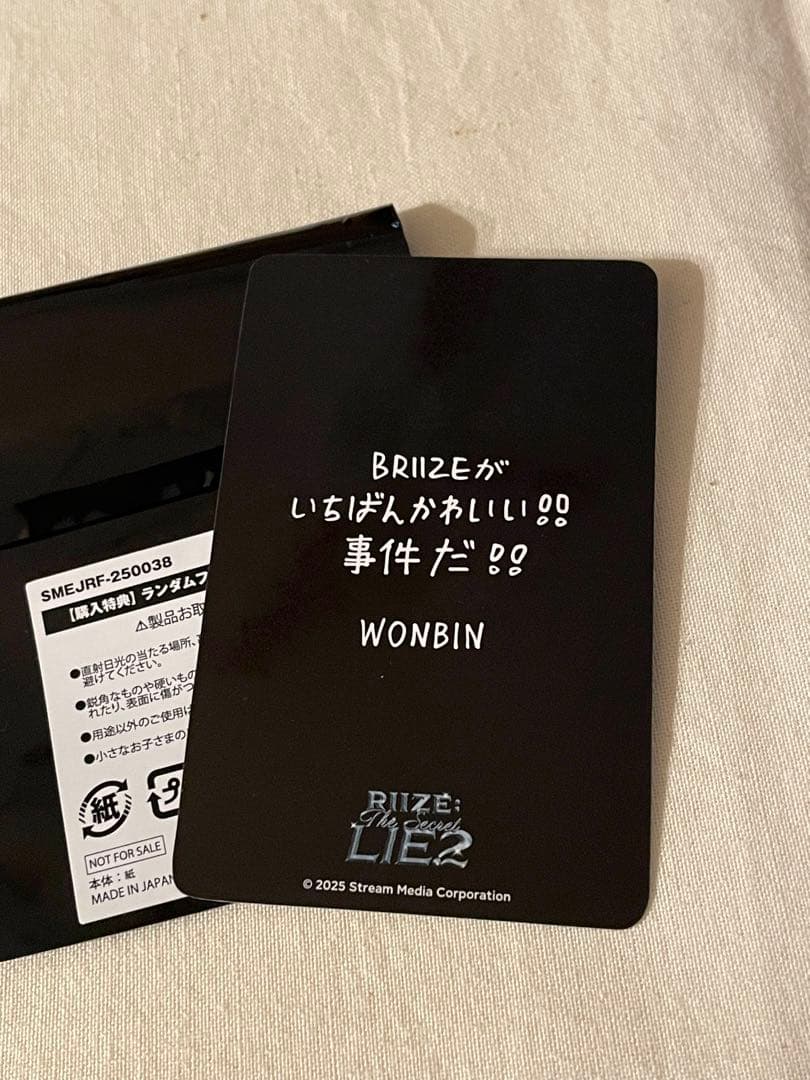 BRIIZEが
いちばんかわいい!!
事件だ!!
WONBIN
RIIZE:
The Secret
LIE2
© 2025 Stream Media Corporation
SMEJRF-250038
【購入特典】ランダムフ
⚠製品お取
●直射日光の当たる場所、
避けてください。
●鋭角なものや硬いもの
れたり、表面に傷がつ
●用途以外のご使用は
●小さなお子さまの
紙
プ
NOT FOR SALE
本体:紙
MADE IN JAPAN